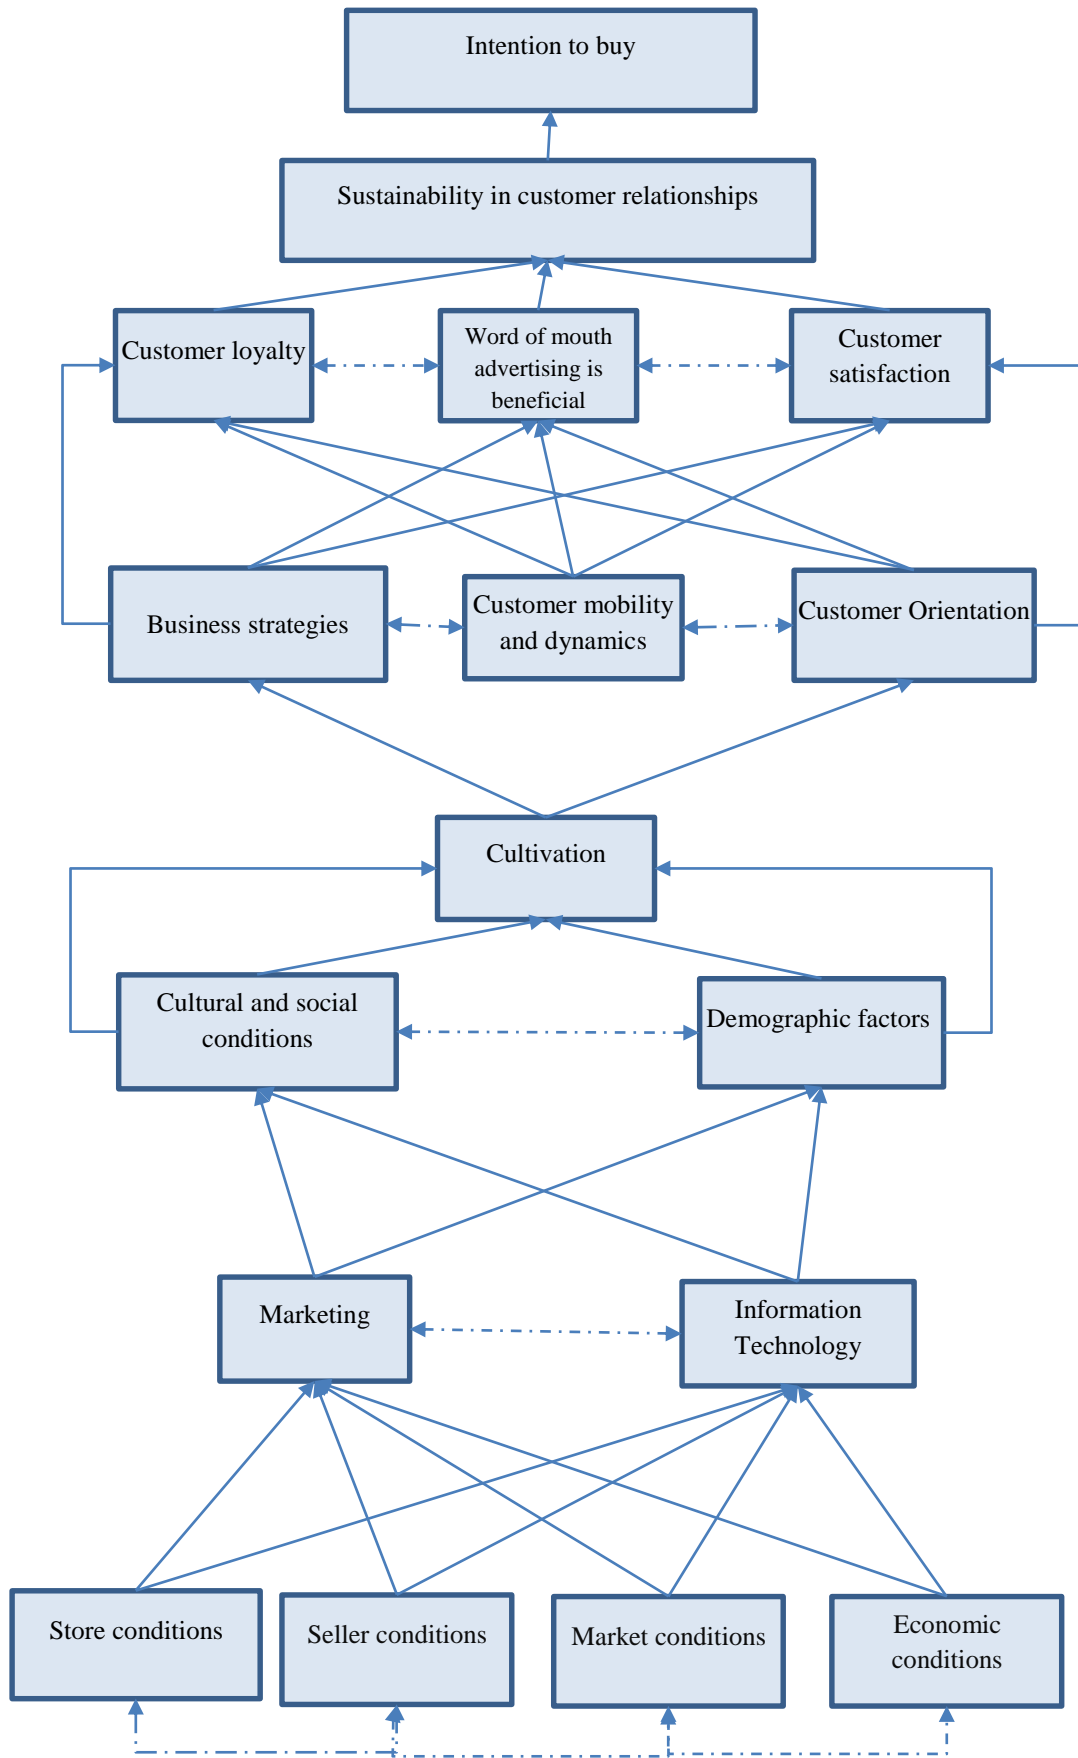 Intention to buy
Sustainability in customer relationships
Customer loyalty
Word of mouth
advertising is
beneficial
Customer
satisfaction
Business strategies
Customer mobility
and dynamics
Customer Orientation
Cultivation
Cultural and social
conditions
Demographic factors
Marketing
Information
Technology
Store conditions
Seller conditions
Market conditions
Economic
conditions